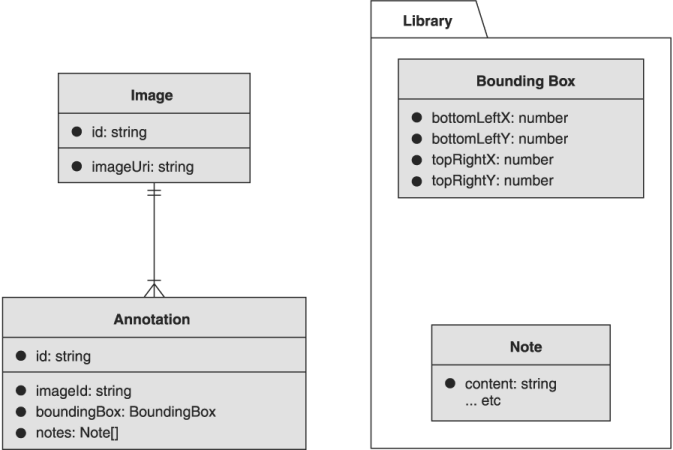 Image
id: string
imageUri: string
Annotation
id: string
imageId: string
boundingBox: BoundingBox
notes: Note[]
Library
Bounding Box
bottomLeftX: number
bottomLeftY: number
topRightX: number
topRightY: number
Note
content: string
... etc